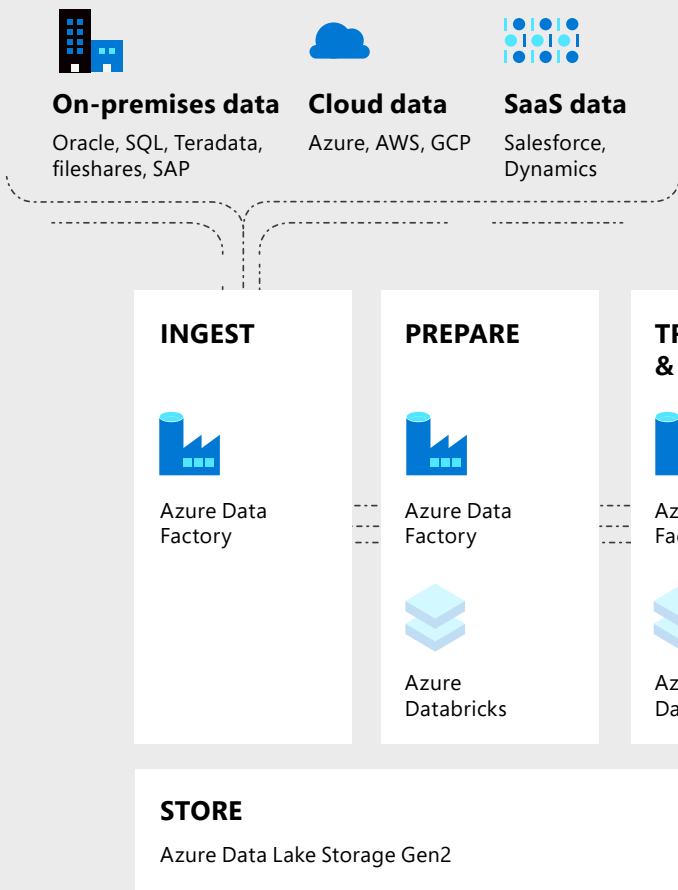 On-premises data
Oracle, SQL, Teradata,
fileshares, SAP
Cloud data
Azure, AWS, GCP
SaaS data
Salesforce,
Dynamics
INGEST
Azure Data
Factory
PREPARE
Azure Data
Factory
Azure
Databricks
&
STORE
Azure Data Lake Storage Gen2